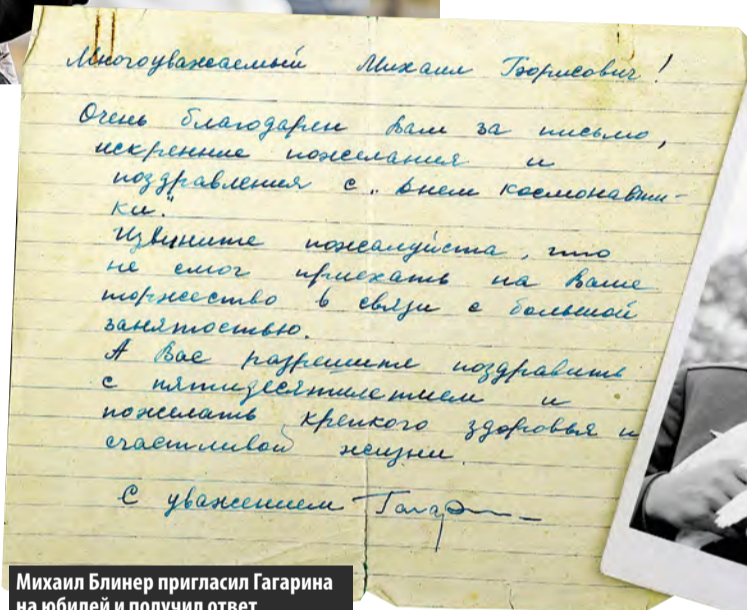 Многоуважаемый Михаил Борисович!
Очень благодарен Вам за письмо,
искренние пожелания и
поздравления с „Днем космонавти-
ки."
Извините пожалуйста, что
не смог приехать на Ваше
торжество в связи с большой
занятостью.
А Вас разрешите поздравить
с пятидесятилетием и
пожелать крепкого здоровья и
счастливой жизни.
С уважением Гагарин
Михаил Блинер пригласил Гагарина
на юбилей и получил ответ